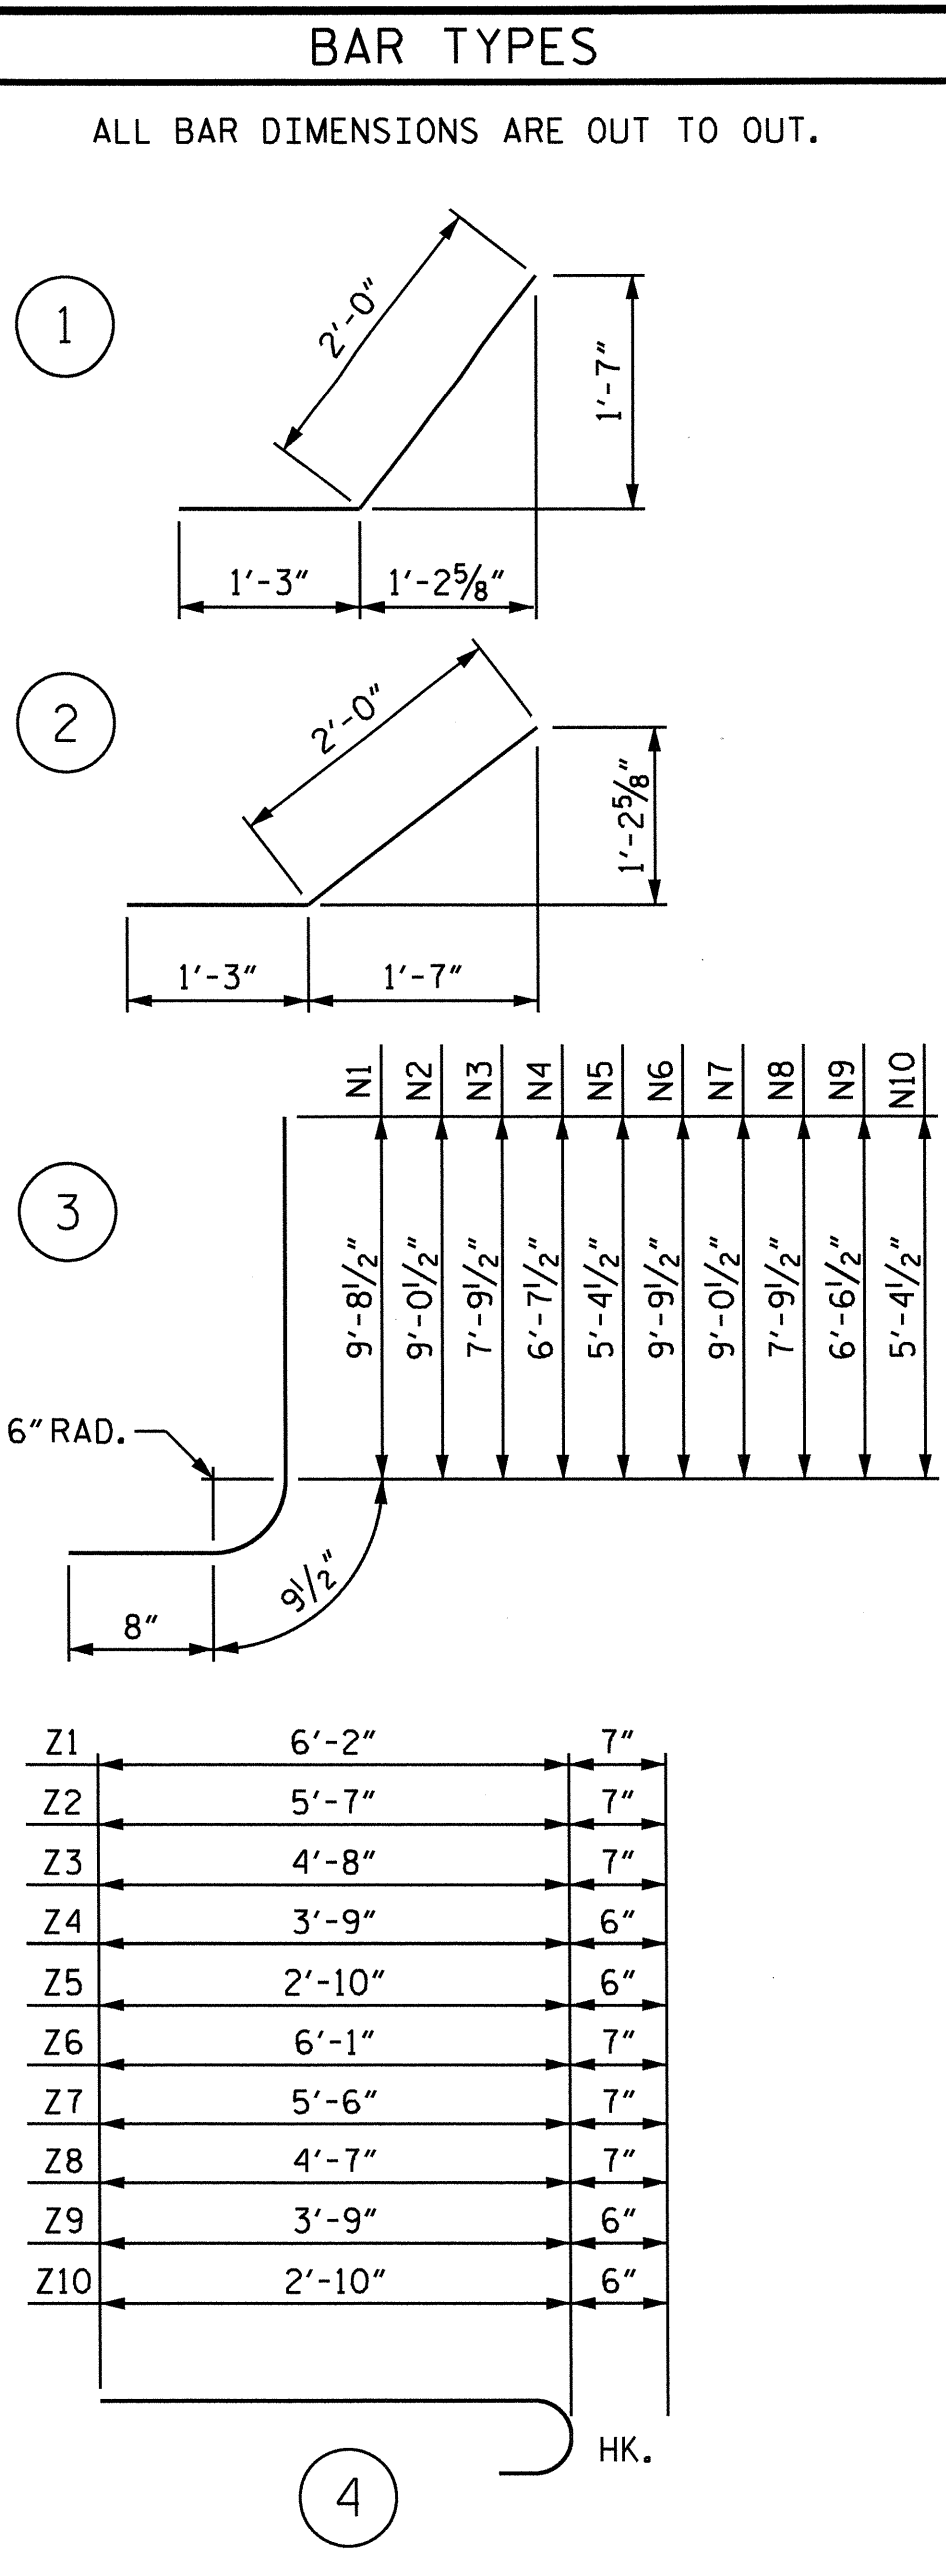 BAR TYPES
ALL BAR DIMENSIONS ARE OUT TO OUT.
1
2'-0"
1'-7"
1'-3" 1'-2⅝"
2
2'-0"
1'-2⅝"
1'-3" 1'-7"
N1 N2 N3 N4 N5 N6 N7 N8 N9 N10
3
9'-8½" 9'-0½" 7'-9½" 6'-7½" 5'-4½" 9'-9½" 9'-0½" 7'-9½" 6'-6½" 5'-4½"
6" RAD.
9½"
8"
Z1 6'-2" 7"
Z2 5'-7" 7"
Z3 4'-8" 7"
Z4 3'-9" 6"
Z5 2'-10" 6"
Z6 6'-1" 7"
Z7 5'-6" 7"
Z8 4'-7" 7"
Z9 3'-9" 6"
Z10 2'-10" 6"
HK.
4